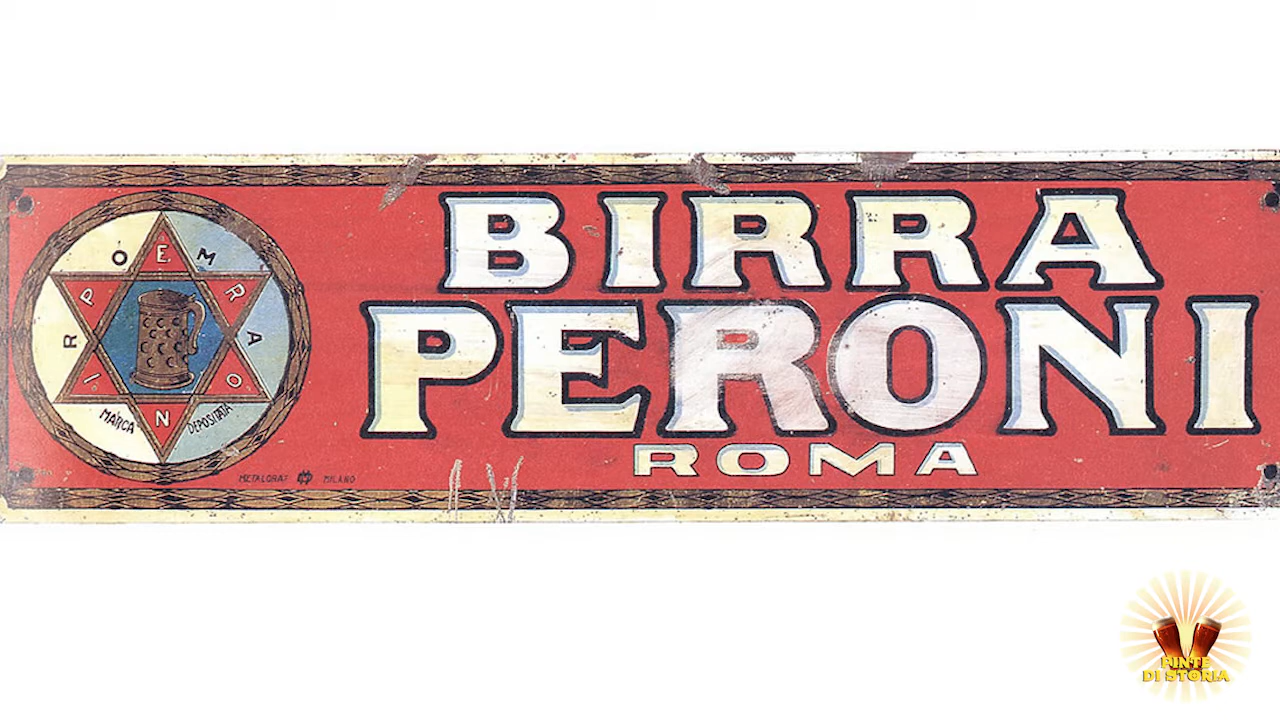 BIRRA
PERONI
ROMA
R O M A
P E. R O N I
MARCA DEPOSITATA
METALGRAF MILANO
PINTE
DI STORIA